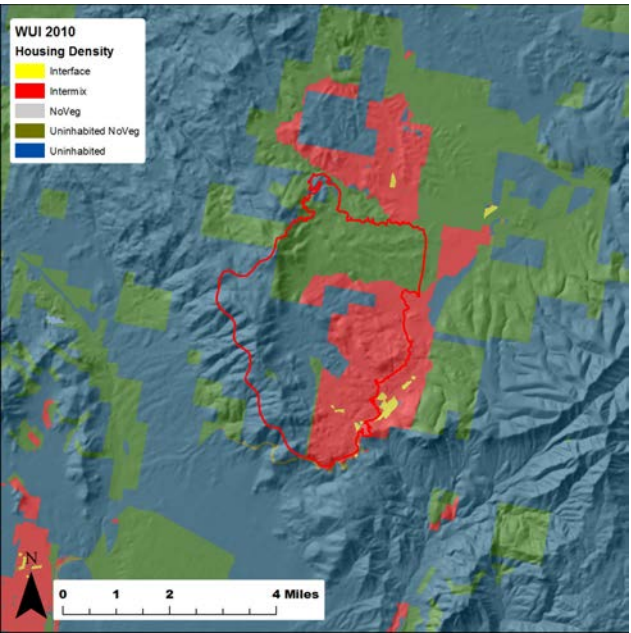 WUI 2010
Housing Density
Interface
Intermix
NoVeg
Uninhabited NoVeg
Uninhabited
N
0 1 2 4 Miles